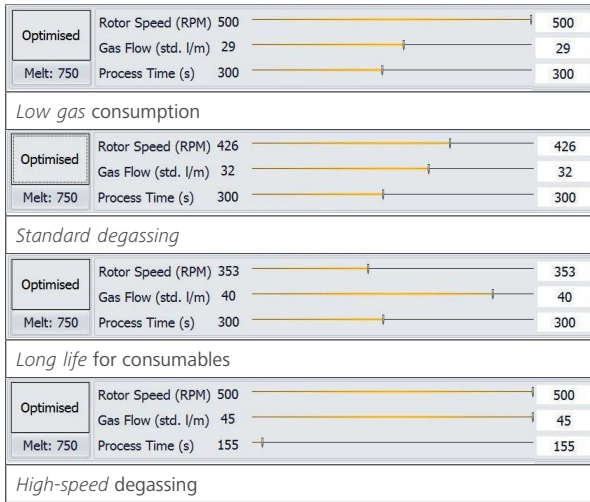 Optimised
Rotor Speed (RPM) 500 500
Gas Flow (std. l/m) 29 29
Melt: 750 Process Time (s) 300 300
Low gas consumption
Optimised
Rotor Speed (RPM) 426 426
Gas Flow (std. l/m) 32 32
Melt: 750 Process Time (s) 300 300
Standard degassing
Optimised
Rotor Speed (RPM) 353 353
Gas Flow (std. l/m) 40 40
Melt: 750 Process Time (s) 300 300
Long life for consumables
Optimised
Rotor Speed (RPM) 500 500
Gas Flow (std. l/m) 45 45
Melt: 750 Process Time (s) 155 155
High-speed degassing